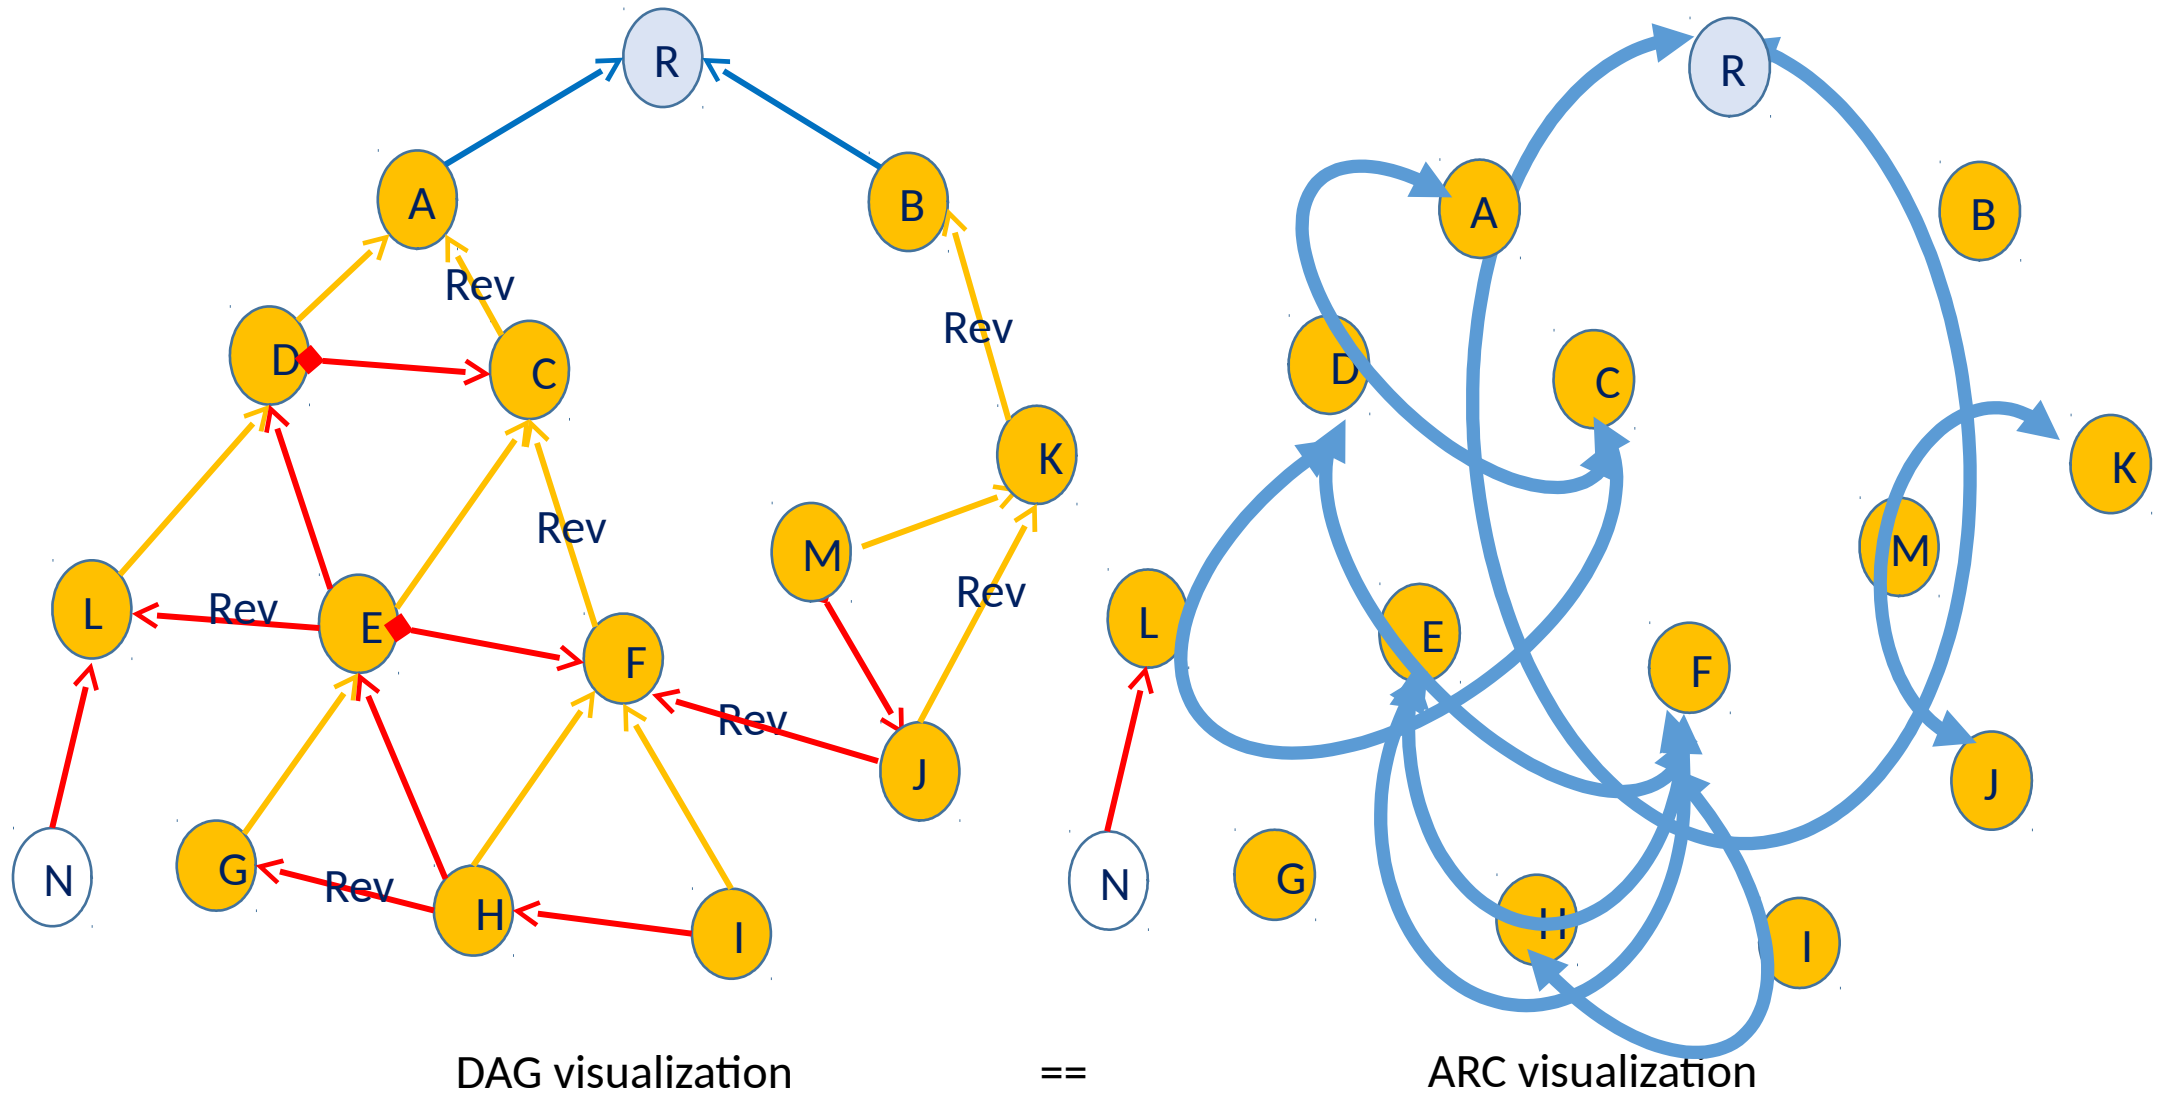 R
A
B
Rev
D
C
Rev
K
Rev
M
L
Rev
E
F
Rev
Rev
J
N
G
Rev
H
I
DAG visualization
==
R
A
B
D
C
K
M
L
E
F
J
N
G
H
I
ARC visualization